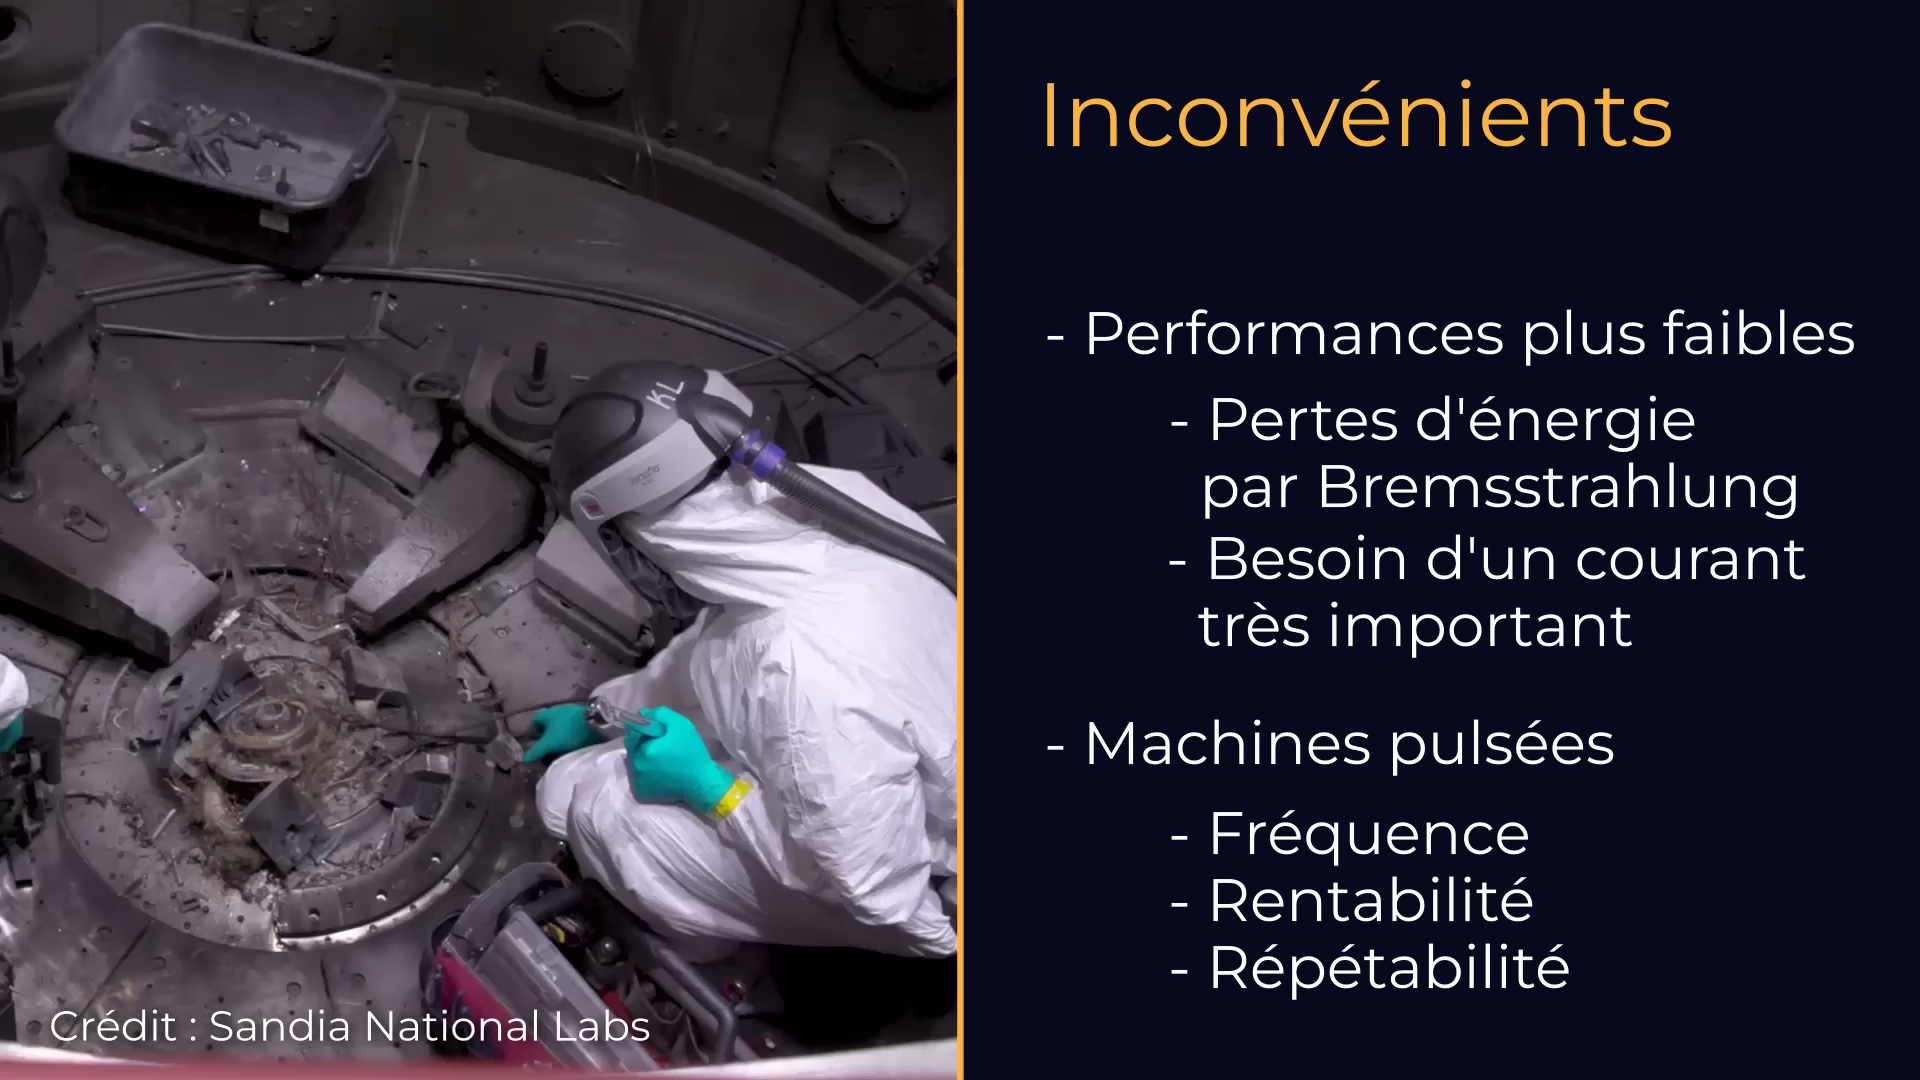 Inconvénients
- Performances plus faibles
- Pertes d'énergie
par Bremsstrahlung
- Besoin d'un courant
très important
- Machines pulsées
- Fréquence
- Rentabilité
- Répétabilité
KL
Crédit : Sandia National Labs